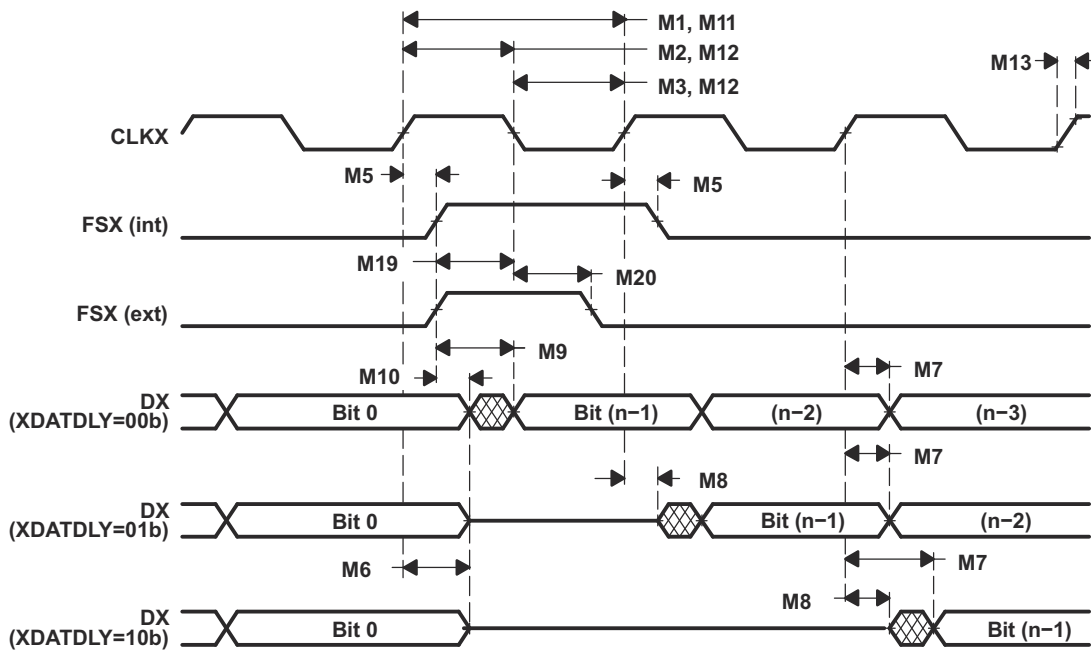 M1, M11
M2, M12
M13
M3, M12
CLKX
M5
M5
FSX (int)
M19
M20
FSX (ext)
M9
M10
M7
DX
(XDATDLY=00b)
Bit 0
Bit (n−1)
(n−2)
(n−3)
M7
M8
DX
(XDATDLY=01b)
Bit 0
Bit (n−1)
(n−2)
M6
M7
M8
DX
(XDATDLY=10b)
Bit 0
Bit (n−1)